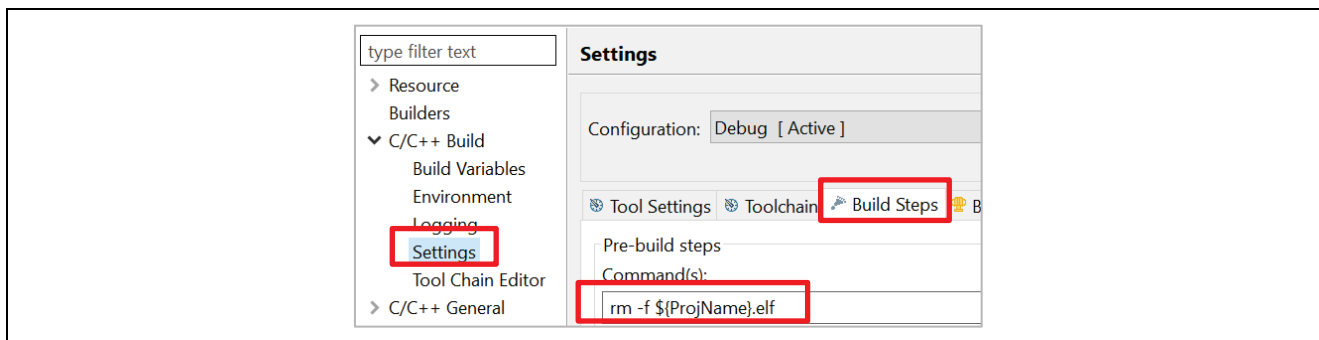 type filter text
Resource
Builders
C/C++ Build
Build Variables
Environment
Logging
Settings
Tool Chain Editor
C/C++ General
Settings
Configuration: Debug [ Active ]
Tool Settings Toolchain Build Steps B
Pre-build steps
Command(s):
rm -f ${ProjName}.elf